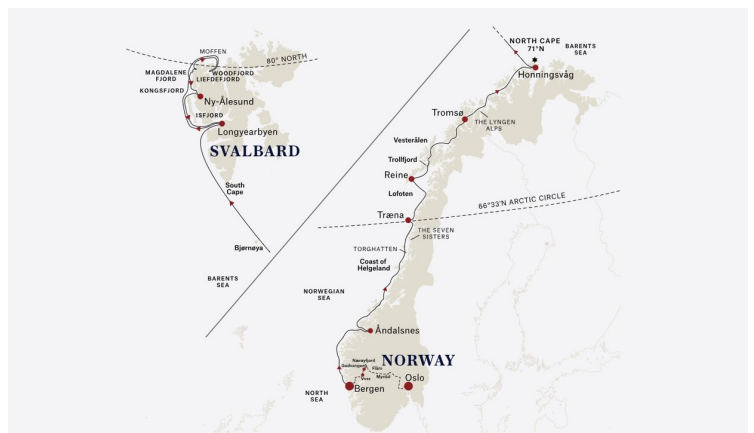 MOFFEN
80° NORTH
MAGDALENE
FJORD
WOODFJORD
LIEFDEFJORD
KONGSFJORD
Ny-Ålesund
ISFJORD
Longyearbyen
SVALBARD
South
Cape
Bjørnøya
BARENTS
SEA
NORTH CAPE
71°N
BARENTS
SEA
Honningsvåg
Tromsø
THE LYNGEN
ALPS
Vesterålen
Trollfjord
Reine
Lofoten
66°33'N ARCTIC CIRCLE
Træna
THE SEVEN
SISTERS
TORGHATTEN
Coast of
Helgeland
NORWEGIAN
SEA
Åndalsnes
NORWAY
Nærøyfjord
Gudvangen
Flåm
Myrdal
Voss
Oslo
Bergen
NORTH
SEA